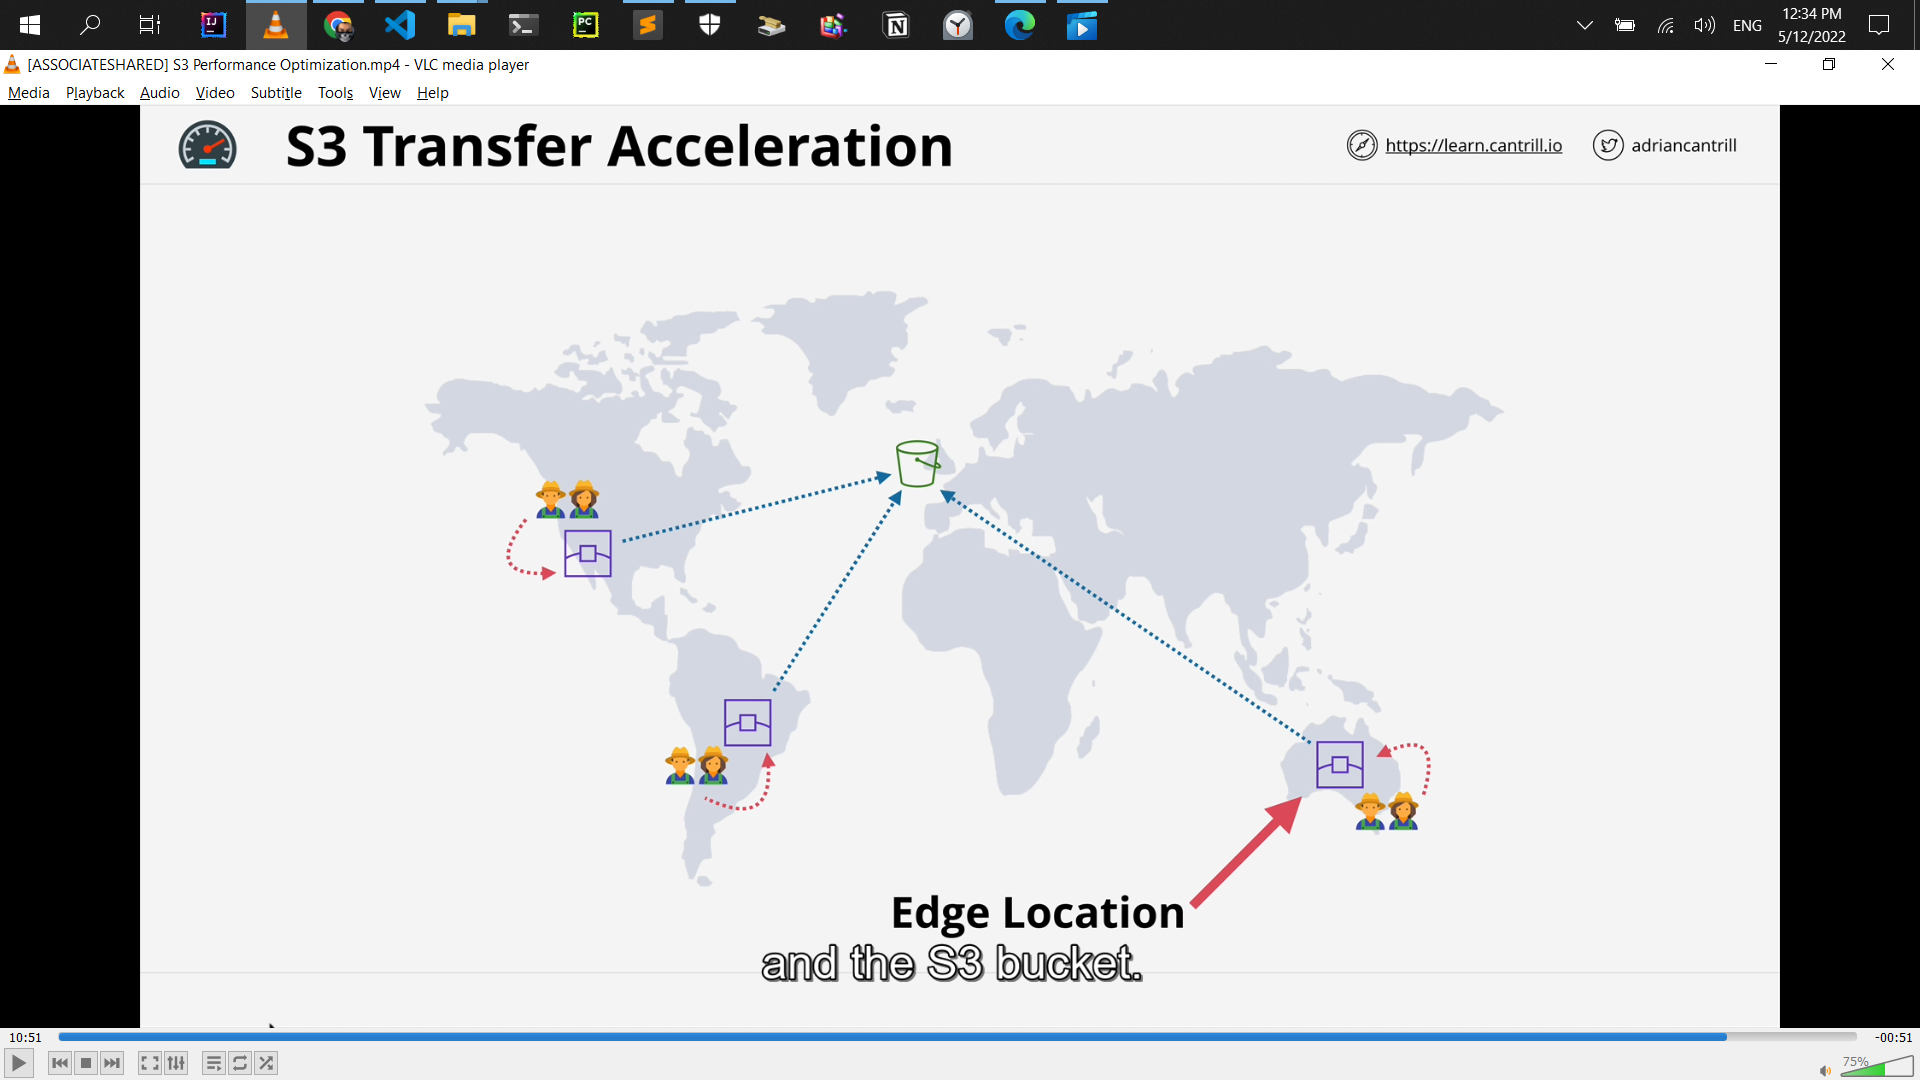 IJ
PC
ENG
12:34 PM
5/12/2022
[ASSOCIATESHARED] S3 Performance Optimization.mp4 - VLC media player
Media Playback Audio Video Subtitle Tools View Help
S3 Transfer Acceleration
https://learn.cantrill.io
adriancantrill
Edge Location
and the S3 bucket.
10:51
-00:51
75%